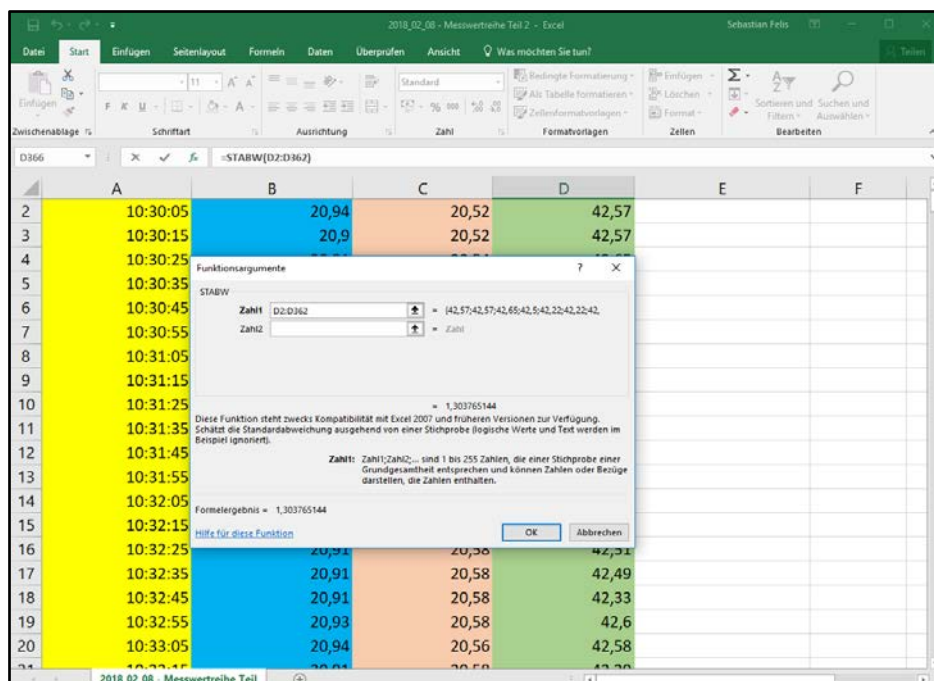 2018_02_08 - Messwertreihe Teil 2 - Excel
Sebastian Felis
Datei Start Einfügen Seitenlayout Formeln Daten Überprüfen Ansicht Was möchten Sie tun? Teilen
Einfügen
11
Standard
F K U
% 000
Bedingte Formatierung
Als Tabelle formatieren
Zellenformatvorlagen
Einfügen
Löschen
Format
Sortieren und Filtern
Suchen und Auswählen
Zwischenablage Schriftart Ausrichtung Zahl Formatvorlagen Zellen Bearbeiten
D366 fx =STABW(D2:D362)
A B C D E F
2 10:30:05 20,94 20,52 42,57
3 10:30:15 20,9 20,52 42,57
4 10:30:25
5 10:30:35
6 10:30:45
7 10:30:55
8 10:31:05
9 10:31:15
10 10:31:25
11 10:31:35
12 10:31:45
13 10:31:55
14 10:32:05
15 10:32:15
16 10:32:25 20,91 20,58 42,51
17 10:32:35 20,91 20,58 42,49
18 10:32:45 20,91 20,58 42,33
19 10:32:55 20,93 20,58 42,6
20 10:33:05 20,94 20,56 42,58
Funktionsargumente ? X
STABW
Zahl1 D2:D362 = {42,57;42,57;42,65;42,5;42,22;42,22;42,
Zahl2 = Zahl
= 1,303765144
Diese Funktion steht zwecks Kompatibilität mit Excel 2007 und früheren Versionen zur Verfügung.
Schätzt die Standardabweichung ausgehend von einer Stichprobe (logische Werte und Text werden im
Beispiel ignoriert).
Zahl1: Zahl1;Zahl2;... sind 1 bis 255 Zahlen, die einer Stichprobe einer
Grundgesamtheit entsprechen und können Zahlen oder Bezüge
darstellen, die Zahlen enthalten.
Formelergebnis = 1,303765144
Hilfe für diese Funktion
OK Abbrechen
2018_02_08 - Messwertreihe Teil